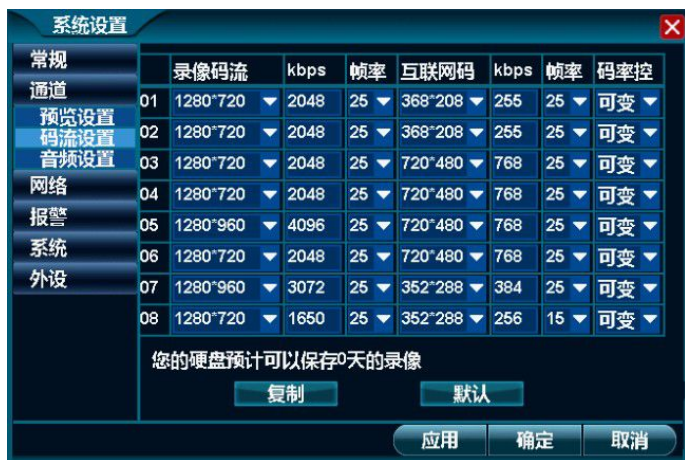 系统设置
常规
通道
预览设置
码流设置
音频设置
网络
报警
系统
外设
录像码流 kbps 帧率 互联网码 kbps 帧率 码率控
01 1280*720 2048 25 368*208 255 25 可变
02 1280*720 2048 25 368*208 255 25 可变
03 1280*720 2048 25 720*480 768 25 可变
04 1280*720 2048 25 720*480 768 25 可变
05 1280*960 4096 25 720*480 768 25 可变
06 1280*720 2048 25 720*480 768 25 可变
07 1280*960 3072 25 352*288 384 25 可变
08 1280*720 1650 25 352*288 256 15 可变
您的硬盘预计可以保存0天的录像
复制 默认
应用 确定 取消